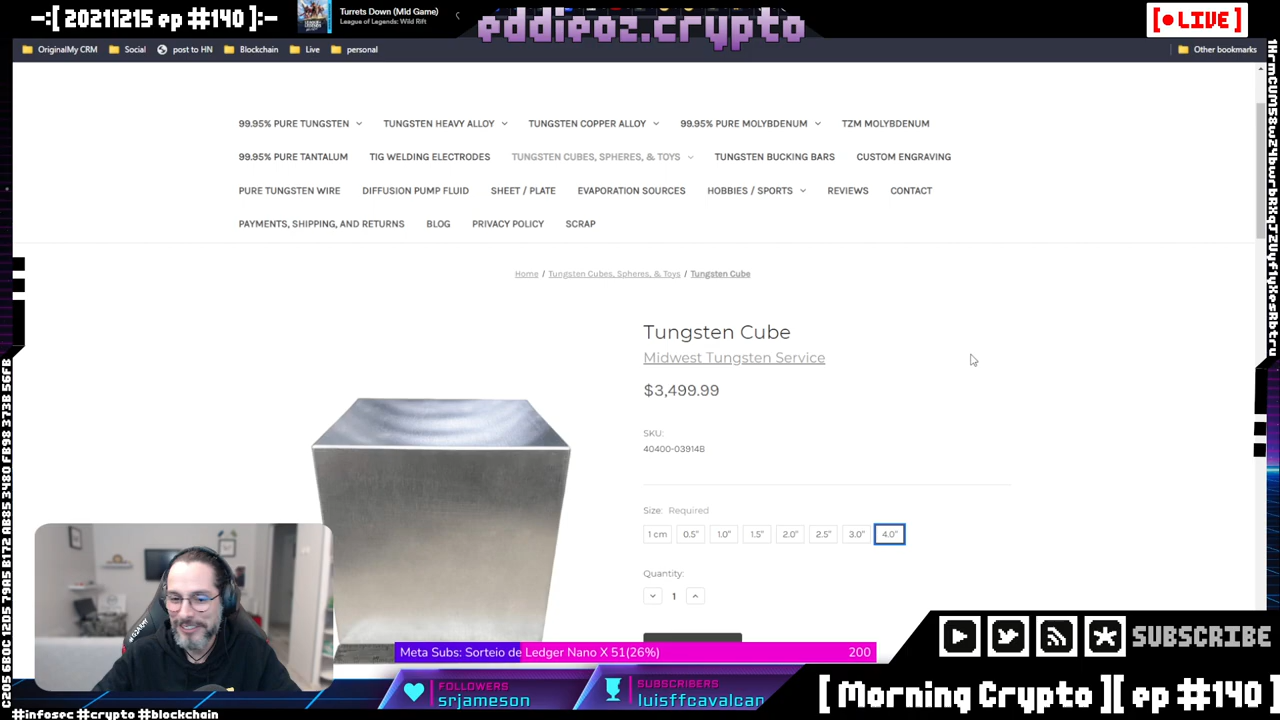 -:[ 20211215 ep #140 ]:-
Turrets Down (Mid Game)
League of Legends: Wild Rift
eddieoz.crypto
[● LIVE]
OriginalMy CRM
Social
post to HN
Blockchain
Live
personal
Other bookmarks
99.95% PURE TUNGSTEN
TUNGSTEN HEAVY ALLOY
TUNGSTEN COPPER ALLOY
99.95% PURE MOLYBDENUM
TZM MOLYBDENUM
99.95% PURE TANTALUM
TIG WELDING ELECTRODES
TUNGSTEN CUBES, SPHERES, & TOYS
TUNGSTEN BUCKING BARS
CUSTOM ENGRAVING
PURE TUNGSTEN WIRE
DIFFUSION PUMP FLUID
SHEET / PLATE
EVAPORATION SOURCES
HOBBIES / SPORTS
REVIEWS
CONTACT
PAYMENTS, SHIPPING, AND RETURNS
BLOG
PRIVACY POLICY
SCRAP
Home / Tungsten Cubes, Spheres, & Toys / Tungsten Cube
Tungsten Cube
Midwest Tungsten Service
$3,499.99
SKU:
40400-03914B
Size: Required
1 cm
0.5"
1.0"
1.5"
2.0"
2.5"
3.0"
4.0"
Quantity:
1
Meta Subs: Sorteio de Ledger Nano X 51(26%)
200
SUBSCRIBE
FOLLOWERS
srjameson
SUBSCRIBERS
luisffcavalcan
[ Morning Crypto ][ ep #140 ]
#infosec #crypto #blockchain